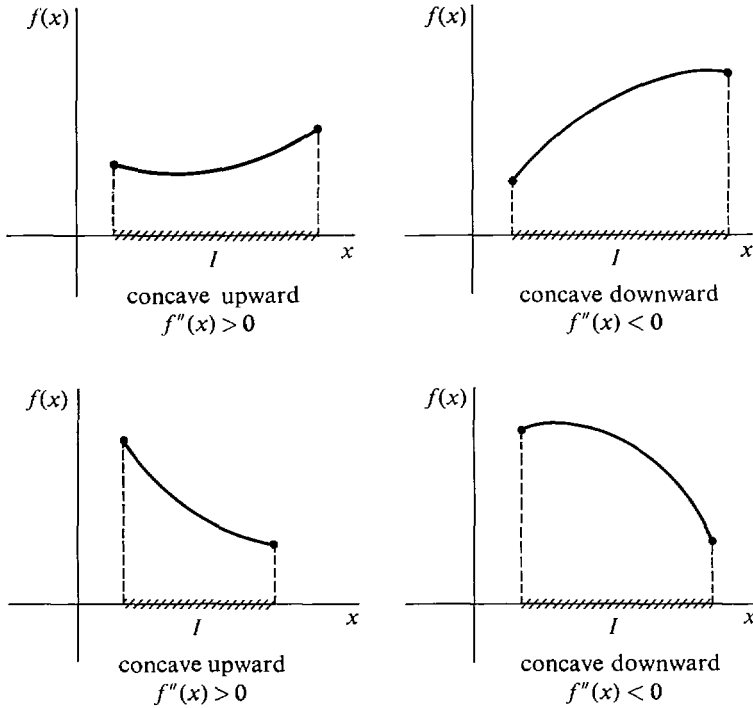 f(x)
x
I
concave upward
f″(x) > 0
f(x)
x
I
concave downward
f″(x) < 0
f(x)
x
I
concave upward
f″(x) > 0
f(x)
x
I
concave downward
f″(x) < 0